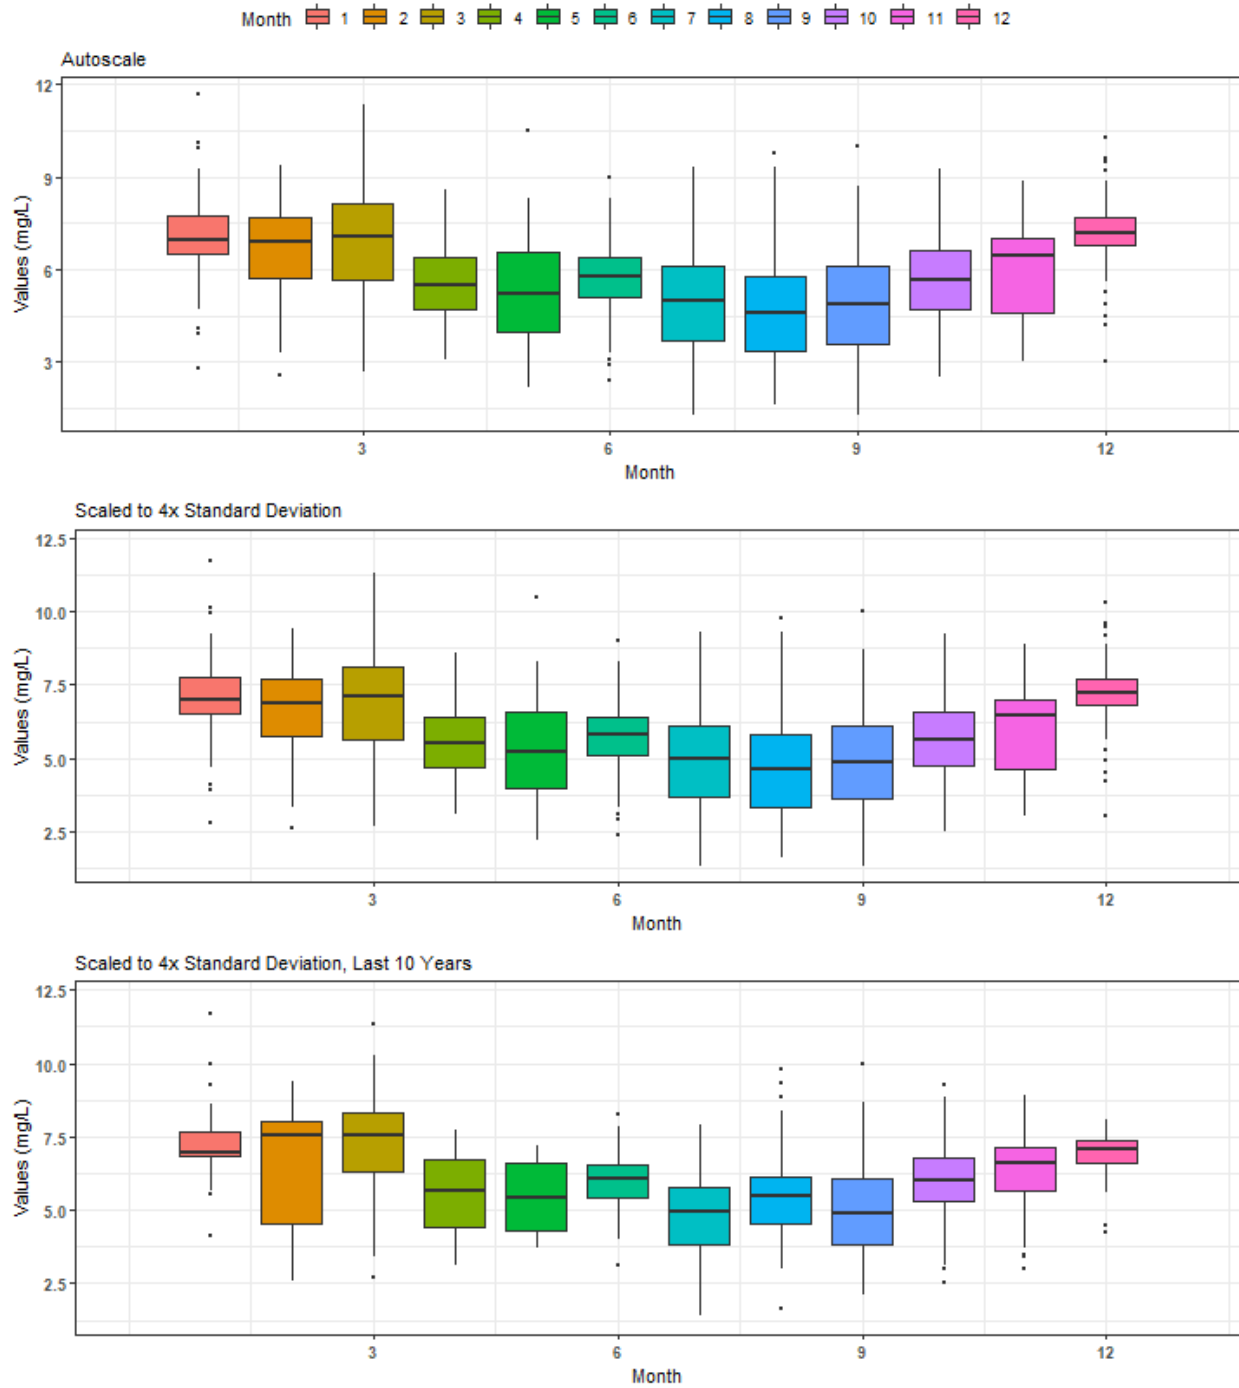 Month 1 2 3 4 5 6 7 8 9 10 11 12
Autoscale
12
9
6
3
Values (mg/L)
3 6 9 12
Month
Scaled to 4x Standard Deviation
12.5
10.0
7.5
5.0
2.5
Values (mg/L)
3 6 9 12
Month
Scaled to 4x Standard Deviation, Last 10 Years
12.5
10.0
7.5
5.0
2.5
Values (mg/L)
3 6 9 12
Month